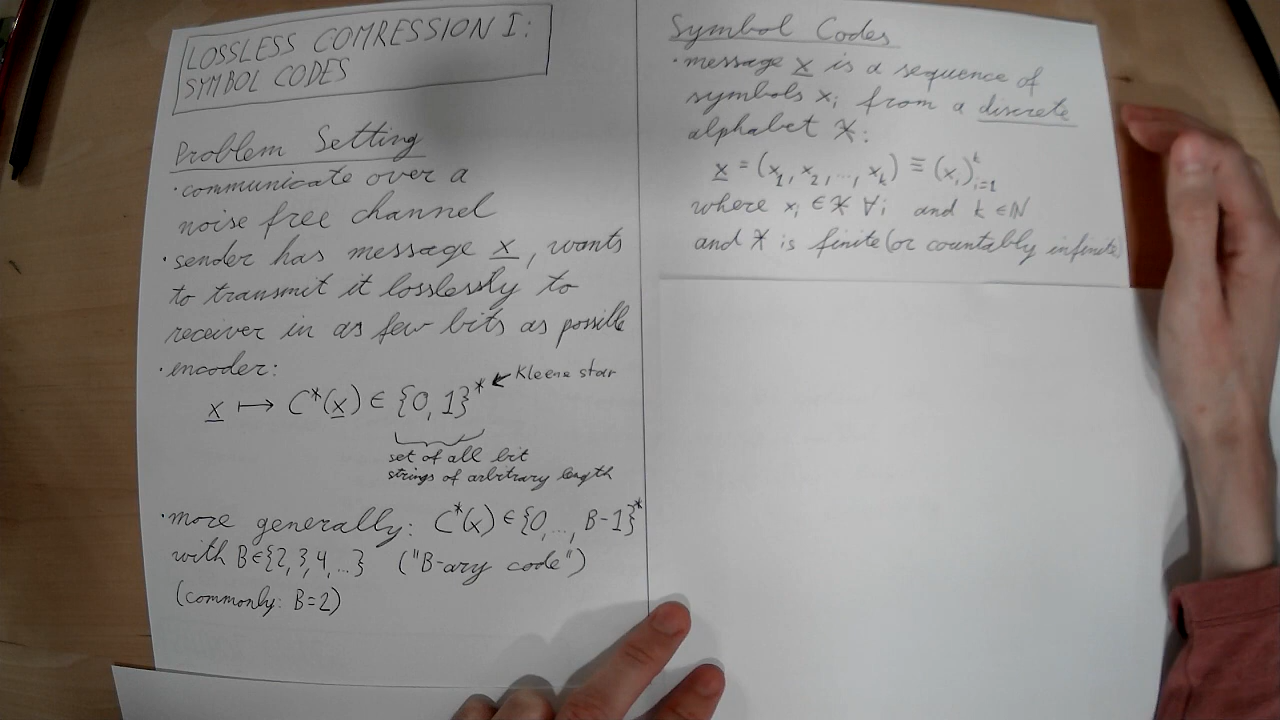 LOSSLESS COMRESSION I:
SYMBOL CODES
Problem Setting
· communicate over a
noise free channel
· sender has message x, wants
to transmit it losslessly to
receiver in as few bits as possible
· encoder:
x ↦ C*(x) ∈ {0, 1}* ← Kleene star
set of all bit
strings of arbitrary length
· more generally: C*(x) ∈ {0, ..., B-1}*
with B∈{2, 3, 4, ...} ("B-ary code")
(commonly: B=2)
Symbol Codes
· message x is a sequence of
symbols xᵢ from a discrete
alphabet 𝔛:
x = (x₁, x₂, ..., xₖ) ≡ (xᵢ)ᵏᵢ₌₁
where xᵢ ∈ 𝔛 ∀i and k ∈ ℕ
and 𝔛 is finite (or countably infinite)